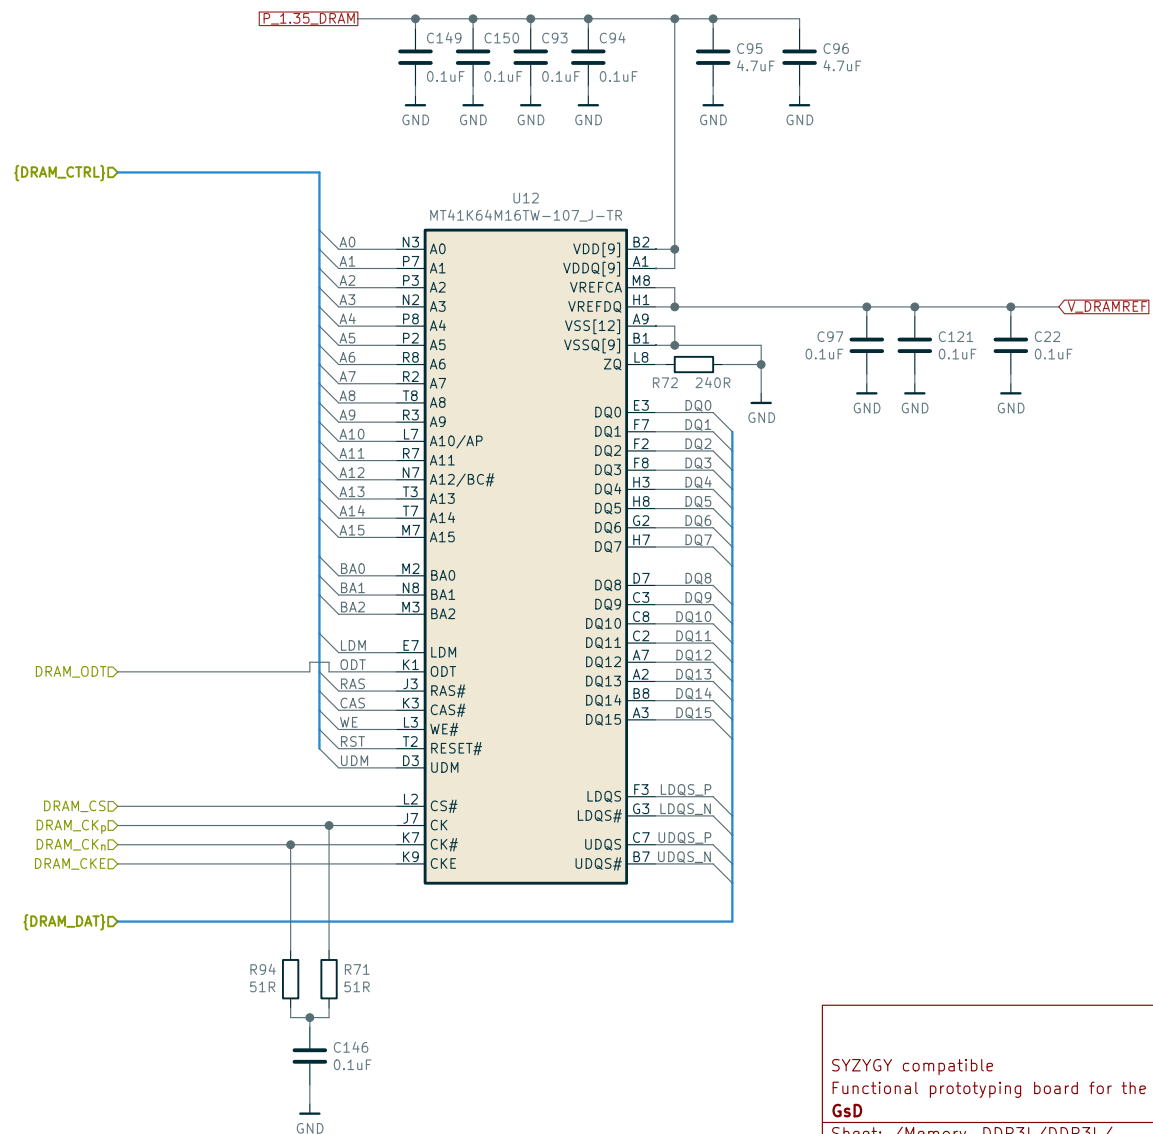 P_1.35_DRAM
C149 C150 C93 C94 C95 C96
0.1uF 0.1uF 0.1uF 0.1uF 4.7uF 4.7uF
GND GND GND GND GND GND
{DRAM_CTRL}
U12
MT41K64M16TW-107_J-TR
A0 N3 A0 VDD[9] B2
A1 P7 A1 VDDQ[9] A1
A2 P3 A2 VREFCA M8
A3 N2 A3 VREFDQ H1 V_DRAMREF
A4 P8 A4 VSS[12] A9
A5 P2 A5 VSSQ[9] B1
C97 C121 C22
0.1uF 0.1uF 0.1uF
A6 R8 A6 ZQ L8
A7 R2 A7 R72 240R
A8 T8 A8
GND GND GND GND
A9 R3 A9 DQ0 E3 DQ0
A10 L7 A10/AP DQ1 F7 DQ1
A11 R7 A11 DQ2 F2 DQ2
A12 N7 A12/BC# DQ3 F8 DQ3
A13 T3 A13 DQ4 H3 DQ4
A14 T7 A14 DQ5 H8 DQ5
A15 M7 A15 DQ6 G2 DQ6
DQ7 H7 DQ7
BA0 M2 BA0 DQ8 D7 DQ8
BA1 N8 BA1 DQ9 C3 DQ9
BA2 M3 BA2 DQ10 C8 DQ10
DQ11 C2 DQ11
LDM E7 LDM DQ12 A7 DQ12
DRAM_ODT ODT K1 ODT DQ13 A2 DQ13
RAS J3 RAS# DQ14 B8 DQ14
CAS K3 CAS# DQ15 A3 DQ15
WE L3 WE#
RST T2 RESET#
UDM D3 UDM
LDQS F3 LDQS_P
DRAM_CS L2 CS# LDQS# G3 LDQS_N
DRAM_CKp J7 CK
DRAM_CKn K7 CK# UDQS C7 UDQS_P
DRAM_CKE K9 CKE UDQS# B7 UDQS_N
{DRAM_DAT}
R94 R71
51R 51R
C146
0.1uF
GND
SYZYGY compatible
Functional prototyping board for the
GsD
Sheet: /Memory_DDR3L/DDR3L/